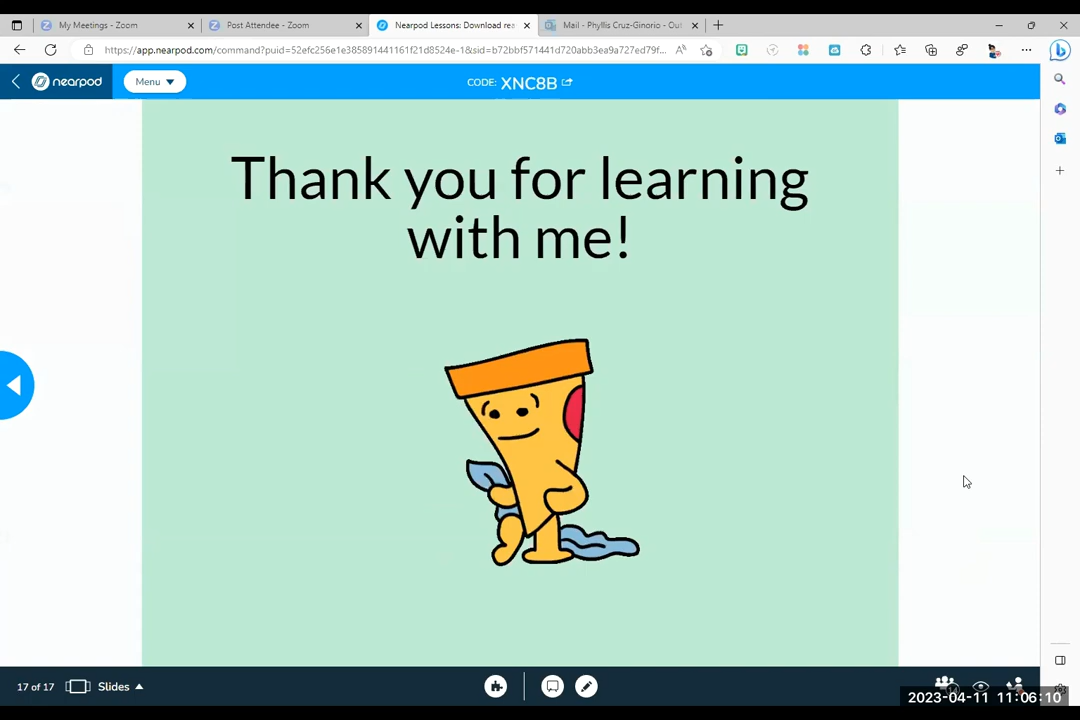 My Meetings - Zoom
Post Attendee - Zoom
Nearpod Lessons: Download rea
Mail - Phyllis Cruz-Ginorio - Out
https://app.nearpod.com/command?puid=52efc256e1e385891441161f21d8524e-1&sid=b72bbf571441d720abb3ea9a727ed79f...
nearpod
Menu
CODE: XNC8B
Thank you for learning
with me!
17 of 17
Slides
2023-04-11 11:06:10